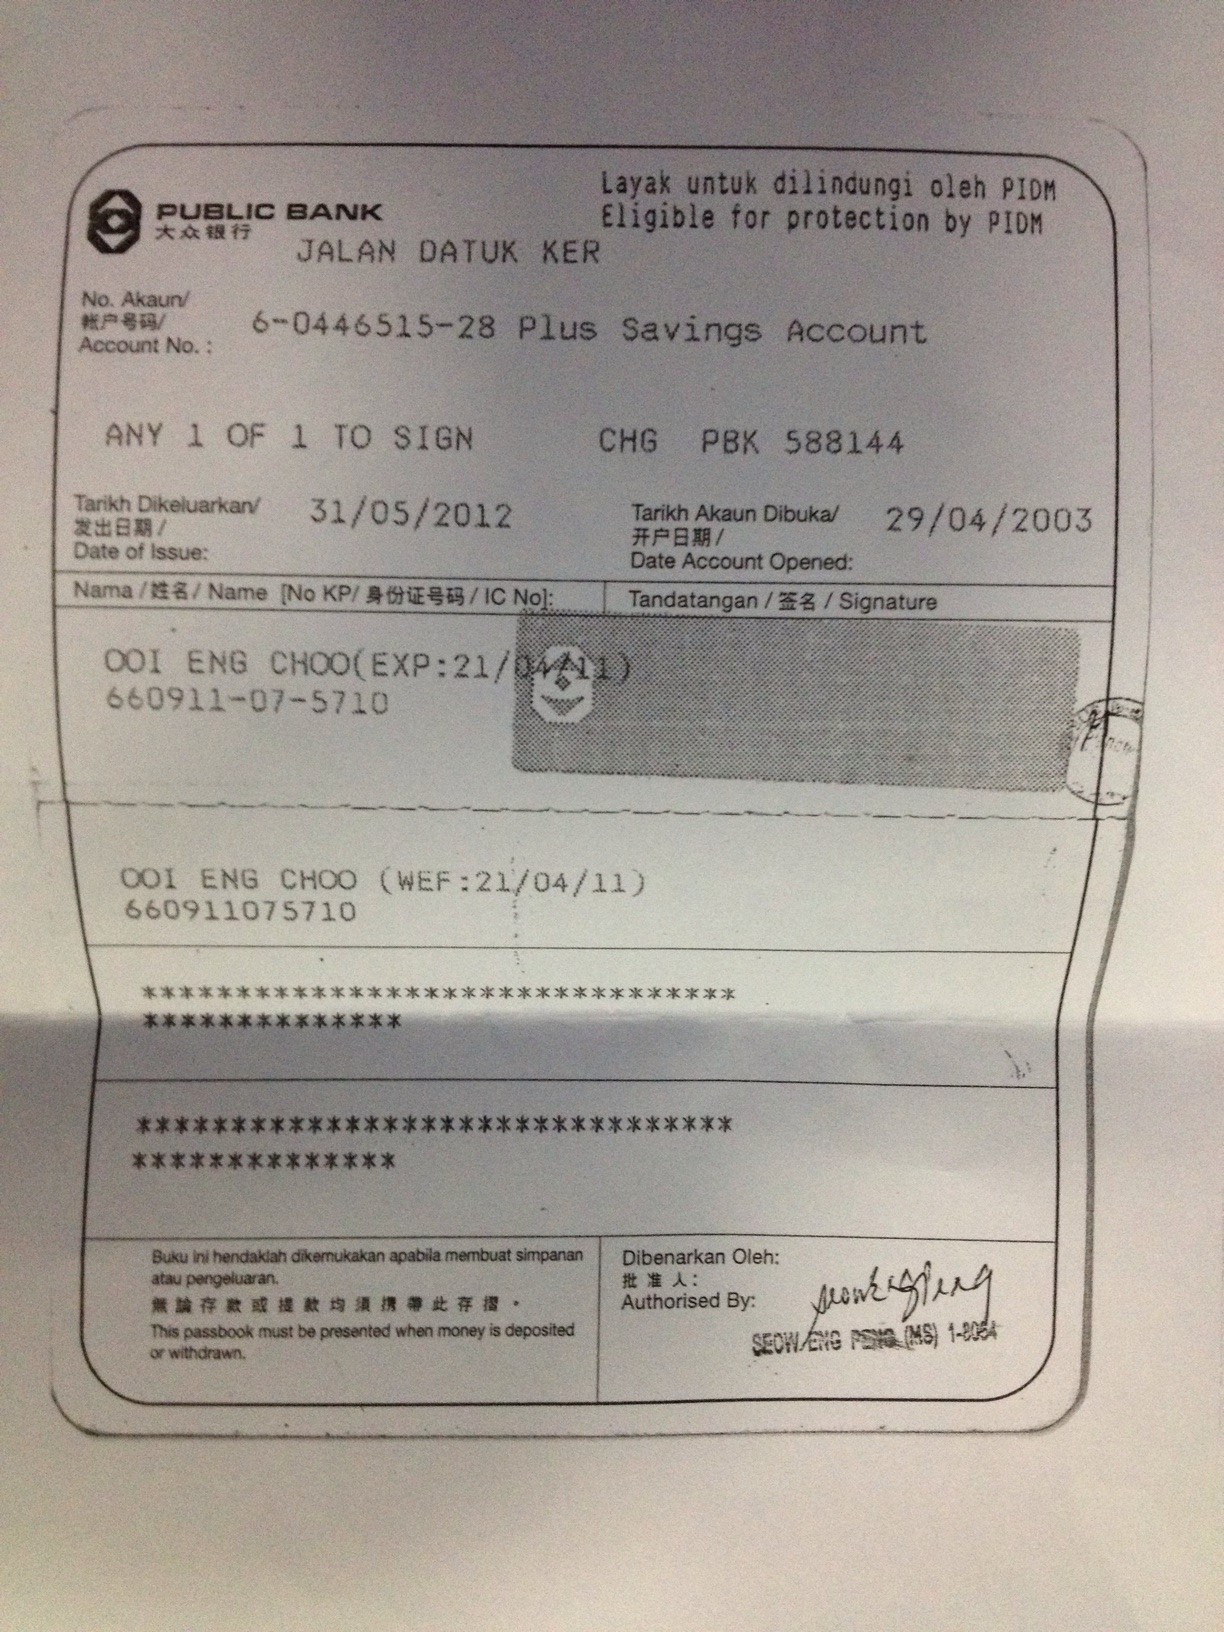 PUBLIC BANK
大众银行
JALAN DATUK KER
Layak untuk dilindungi oleh PIDM
Eligible for protection by PIDM
No. Akaun/
帐户号码/
Account No. :
6-0446515-28 Plus Savings Account
ANY 1 OF 1 TO SIGN CHG PBK 588144
Tarikh Dikeluarkan/
发出日期 /
Date of Issue:
31/05/2012
Tarikh Akaun Dibuka/
开户日期 /
Date Account Opened:
29/04/2003
Nama / 姓名 / Name [No KP/ 身份证号码 / IC No]:
Tandatangan / 签名 / Signature
OOI ENG CHOO(EXP:21/04/11)
660911-07-5710
OOI ENG CHOO (WEF:21/04/11)
660911075710
********************************
**************
********************************
**************
Buku ini hendaklah dikemukakan apabila membuat simpanan
atau pengeluaran.
無論存款或提款均須携帶此存摺。
This passbook must be presented when money is deposited
or withdrawn.
Dibenarkan Oleh:
批准人:
Authorised By:
SEOW ENG PENG (MS) 1-8064